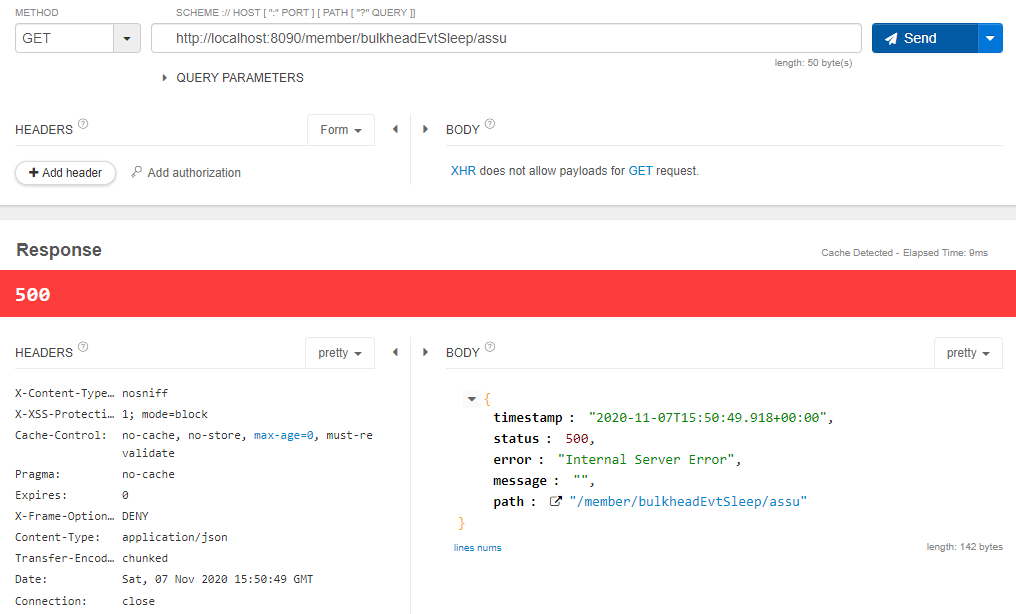 METHOD
SCHEME :// HOST [ ":" PORT ] [ PATH [ "?" QUERY ]]
GET
http://localhost:8090/member/bulkheadEvtSleep/assu
Send
length: 50 byte(s)
QUERY PARAMETERS
HEADERS ?
Form
BODY ?
Add header
Add authorization
XHR does not allow payloads for GET request.
Response
Cache Detected - Elapsed Time: 9ms
500
HEADERS ?
pretty
BODY ?
pretty
X-Content-Type… nosniff
X-XSS-Protecti… 1; mode=block
Cache-Control: no-cache, no-store, max-age=0, must-re
validate
Pragma: no-cache
Expires: 0
X-Frame-Option… DENY
Content-Type: application/json
Transfer-Encod… chunked
Date: Sat, 07 Nov 2020 15:50:49 GMT
Connection: close
{
timestamp : "2020-11-07T15:50:49.918+00:00",
status : 500,
error : "Internal Server Error",
message : "",
path : "/member/bulkheadEvtSleep/assu"
}
lines nums
length: 142 bytes